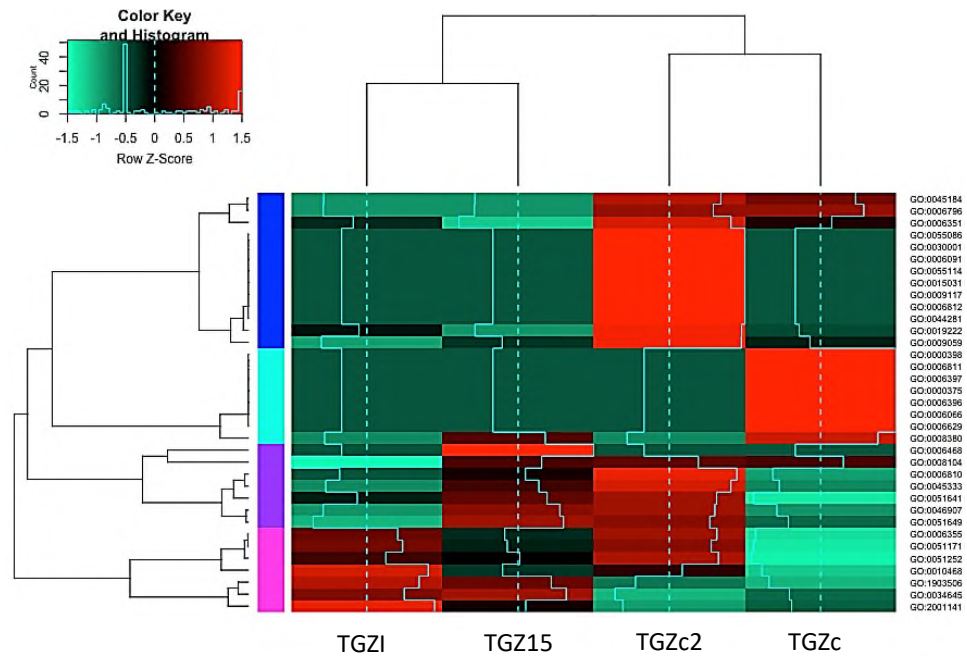 Color Key
and Histogram
Count
0 20 40
-1.5 -1 -0.5 0 0.5 1 1.5
Row Z-Score
GO:0045184
GO:0006796
GO:0006351
GO:0055086
GO:0030001
GO:0006091
GO:0055114
GO:0015031
GO:0009117
GO:0006812
GO:0044281
GO:0019222
GO:0009059
GO:0000398
GO:0006811
GO:0006397
GO:0000375
GO:0006396
GO:0006066
GO:0006629
GO:0008380
GO:0006468
GO:0008104
GO:0006810
GO:0045333
GO:0051641
GO:0046907
GO:0051649
GO:0006355
GO:0051171
GO:0051252
GO:0010468
GO:1903506
GO:0034645
GO:2001141
TGZl TGZ15 TGZc2 TGZc